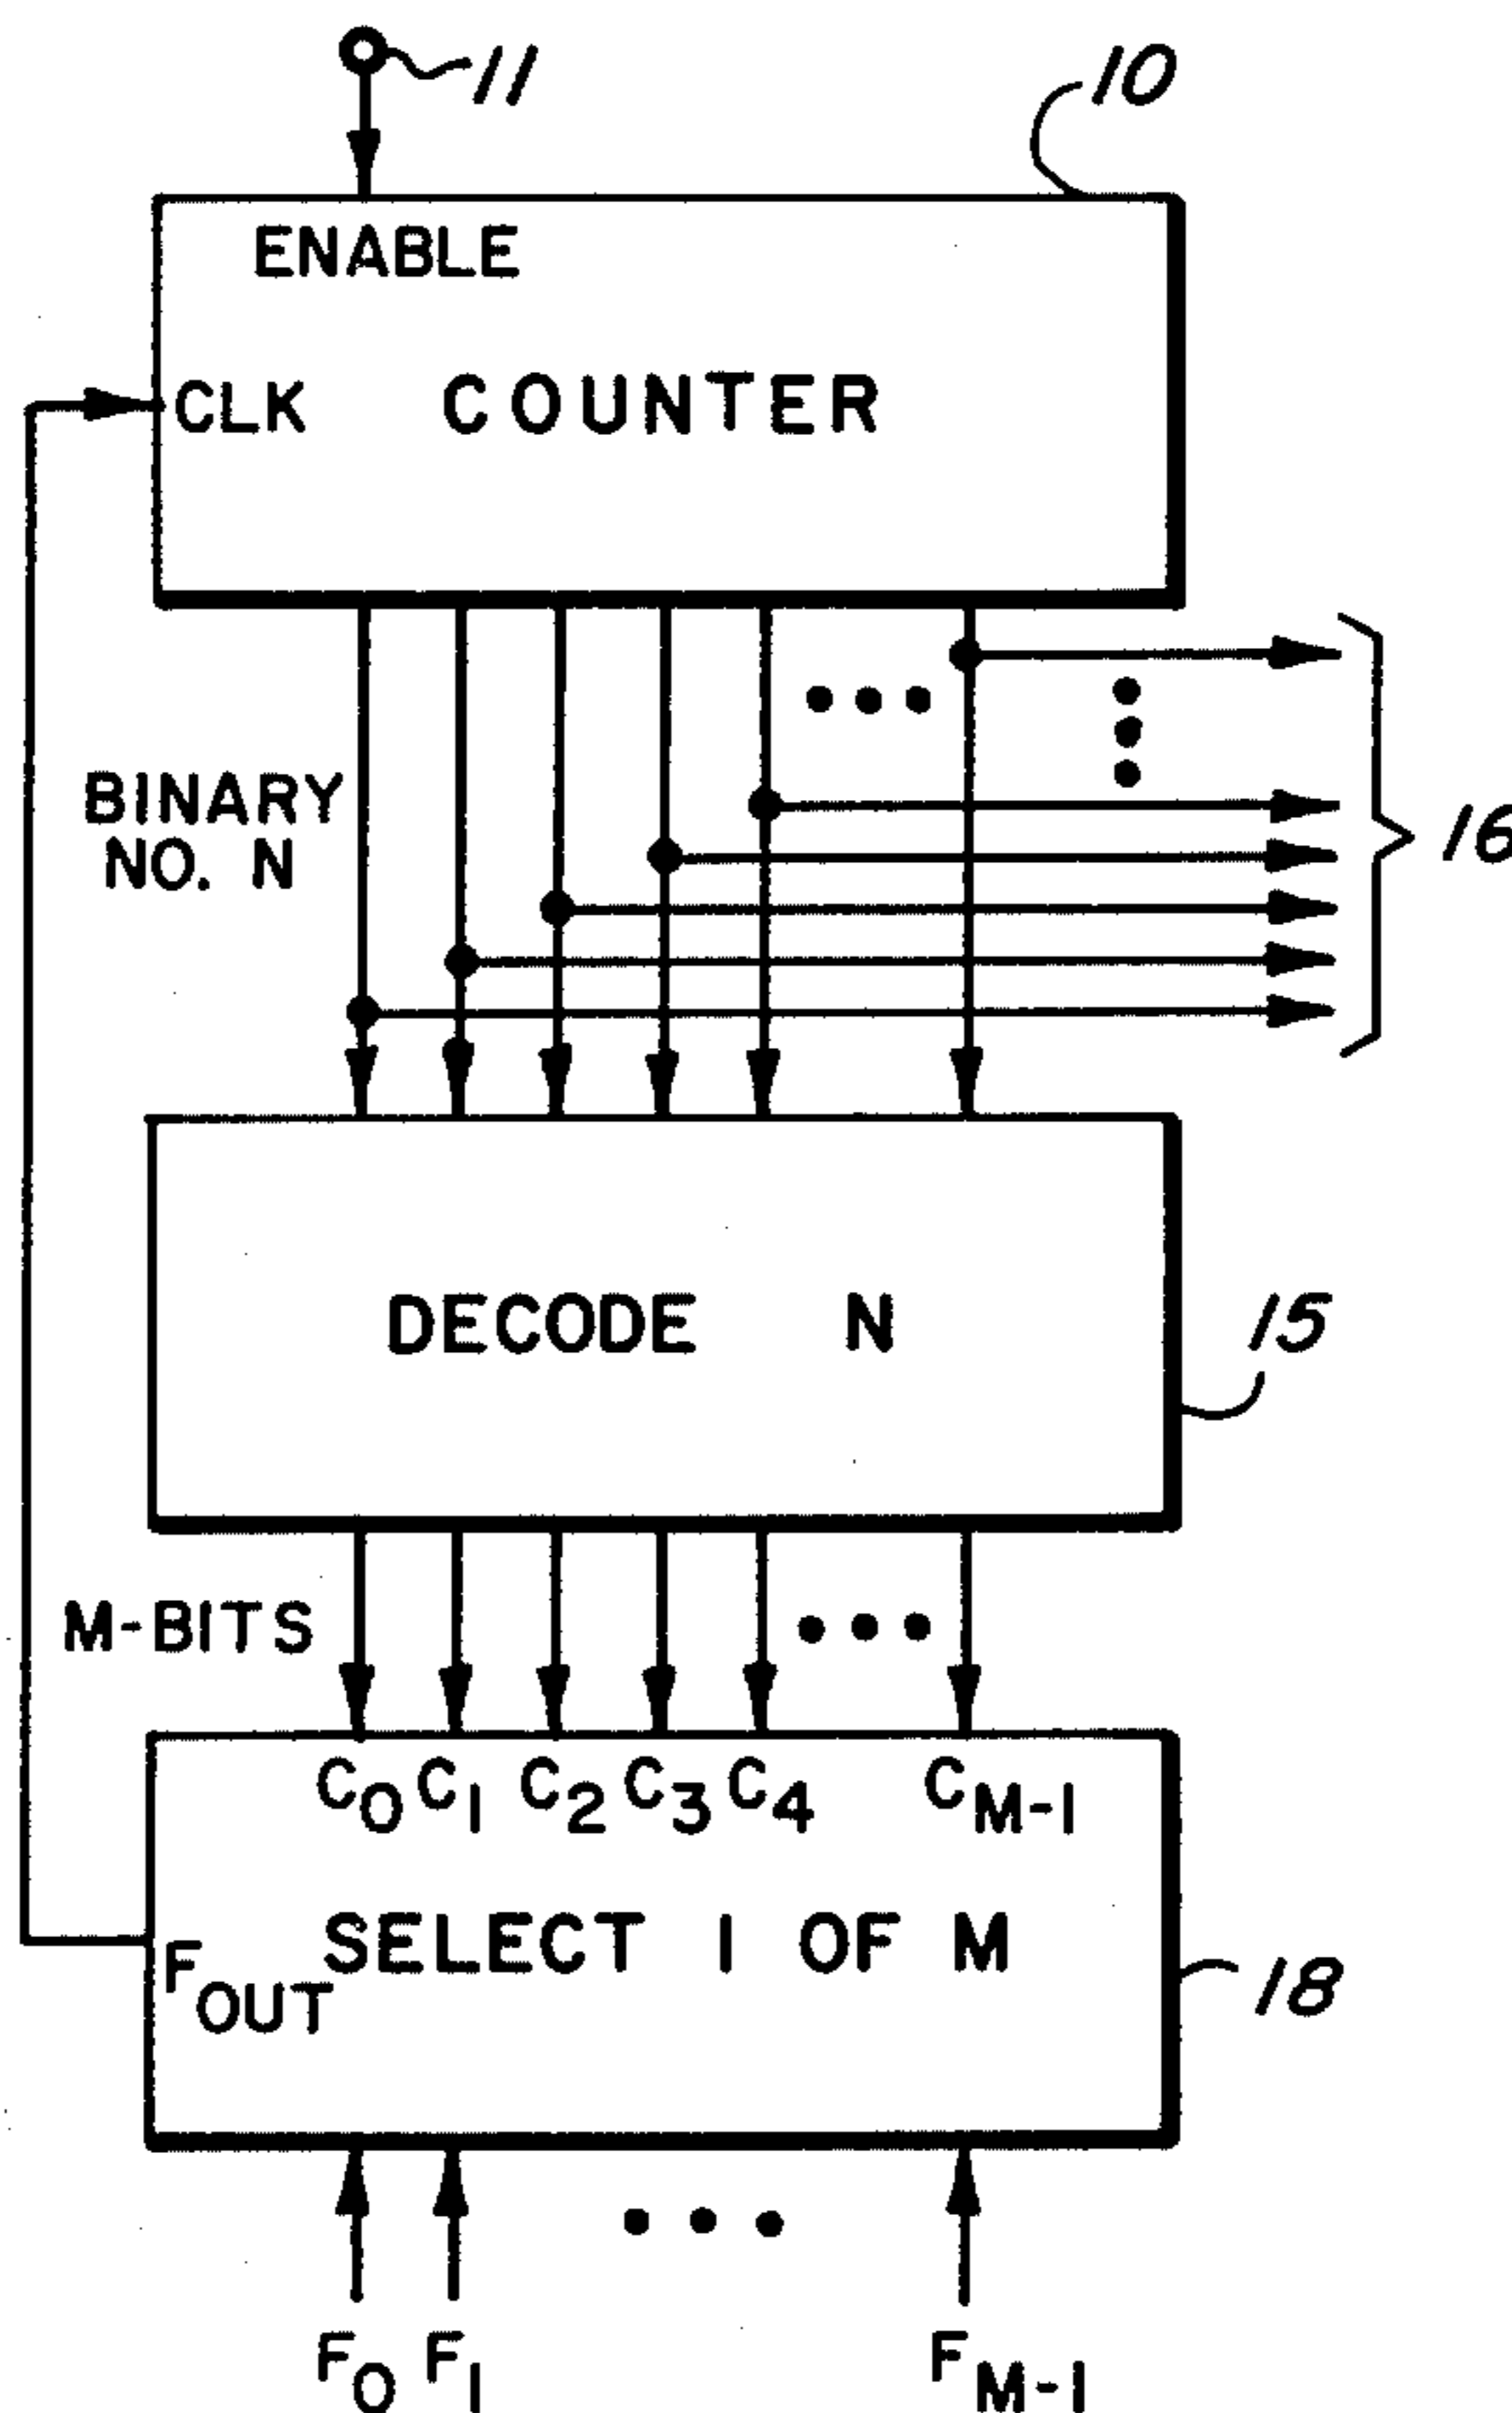 11
10
ENABLE
CLK COUNTER
BINARY
NO. N
16
DECODE N
15
M-BITS
C0 C1 C2 C3 C4 CM-1
SELECT 1 OF M
FOUT
18
F0 F1 FM-1